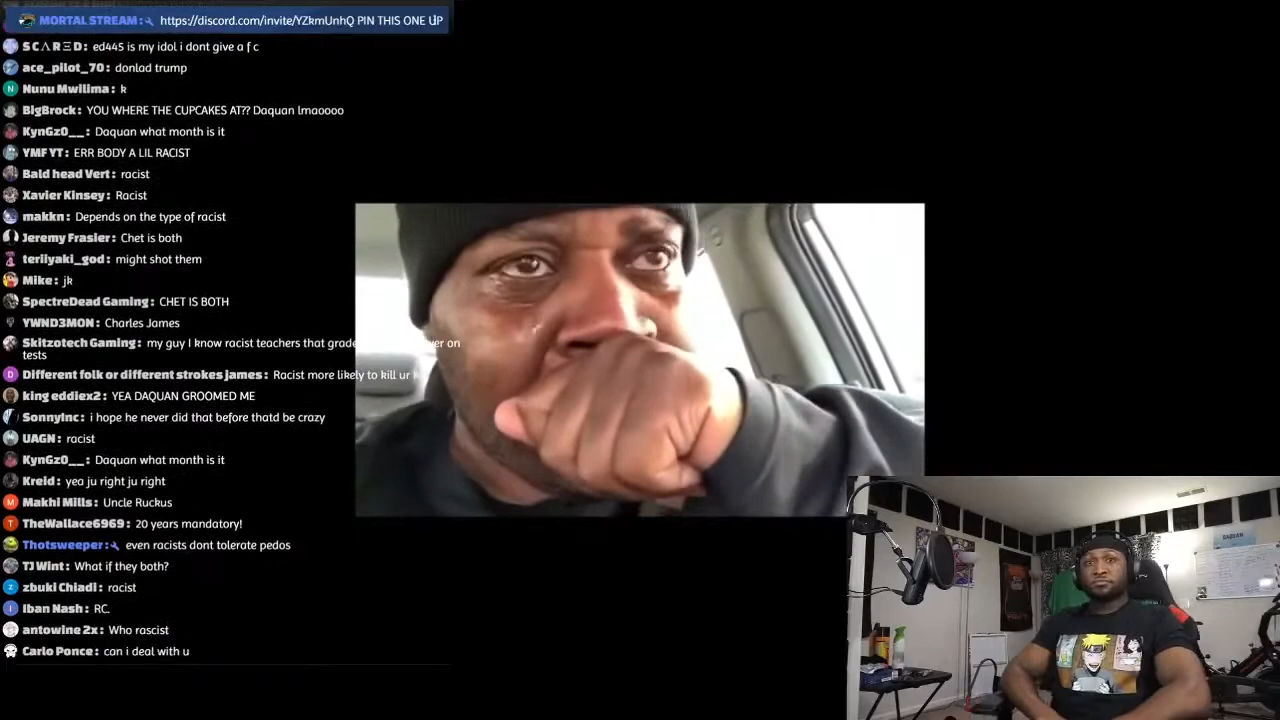 MORTAL STREAM: https://discord.com/invite/YZkmUnhQ PIN THIS ONE UP
S C Λ R Ξ D: ed445 is my idol i dont give a f c
ace_pilot_70: donlad trump
Nunu Mwilima: k
BigBrock: YOU WHERE THE CUPCAKES AT?? Daquan lmaoooo
KynGz0__: Daquan what month is it
YMF YT: ERR BODY A LIL RACIST
Bald head Vert: racist
Xavier Kinsey: Racist
makkn: Depends on the type of racist
Jeremy Frasier: Chet is both
teriiyaki_god: might shot them
Mike: jk
SpectreDead Gaming: CHET IS BOTH
YWND3MON: Charles James
Skitzotech Gaming: my guy I know racist teachers that grade on
tests
Different folk or different strokes james: Racist more likely to kill ur
king eddiex2: YEA DAQUAN GROOMED ME
SonnyInc: i hope he never did that before thatd be crazy
UAGN: racist
KynGz0__: Daquan what month is it
Kreid: yea ju right ju right
Makhi Mills: Uncle Ruckus
TheWallace6969: 20 years mandatory!
Thotsweeper: even racists dont tolerate pedos
TJ Wint: What if they both?
zbuki Chiadi: racist
Iban Nash: RC.
antowine 2x: Who rascist
Carlo Ponce: can i deal with u
DAQUAN